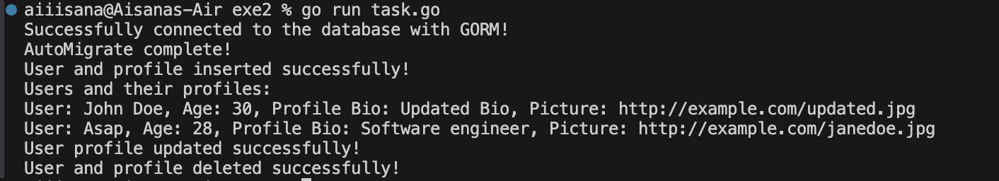 aiiisana@Aisanas-Air exe2 % go run task.go
Successfully connected to the database with GORM!
AutoMigrate complete!
User and profile inserted successfully!
Users and their profiles:
User: John Doe, Age: 30, Profile Bio: Updated Bio, Picture: http://example.com/updated.jpg
User: Asap, Age: 28, Profile Bio: Software engineer, Picture: http://example.com/janedoe.jpg
User profile updated successfully!
User and profile deleted successfully!